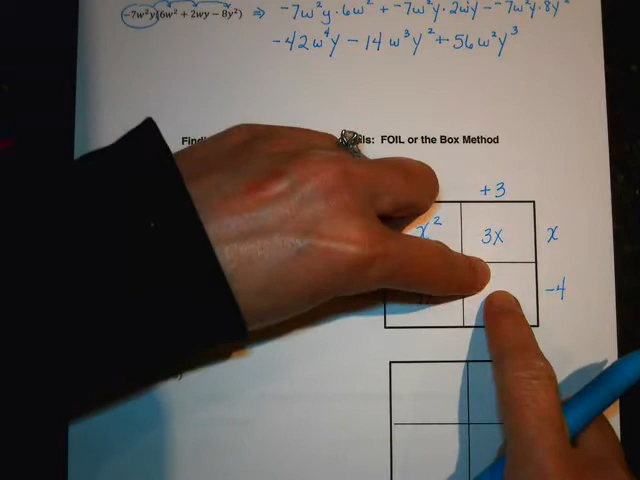 -7w²y(6w² + 2wy − 8y²) ⇒ -7w²y·6w² + -7w²y·2wy − -7w²y·8y²
-42w⁴y − 14w³y² + 56w²y³
FOIL or the Box Method
+3
x² 3x x
-4